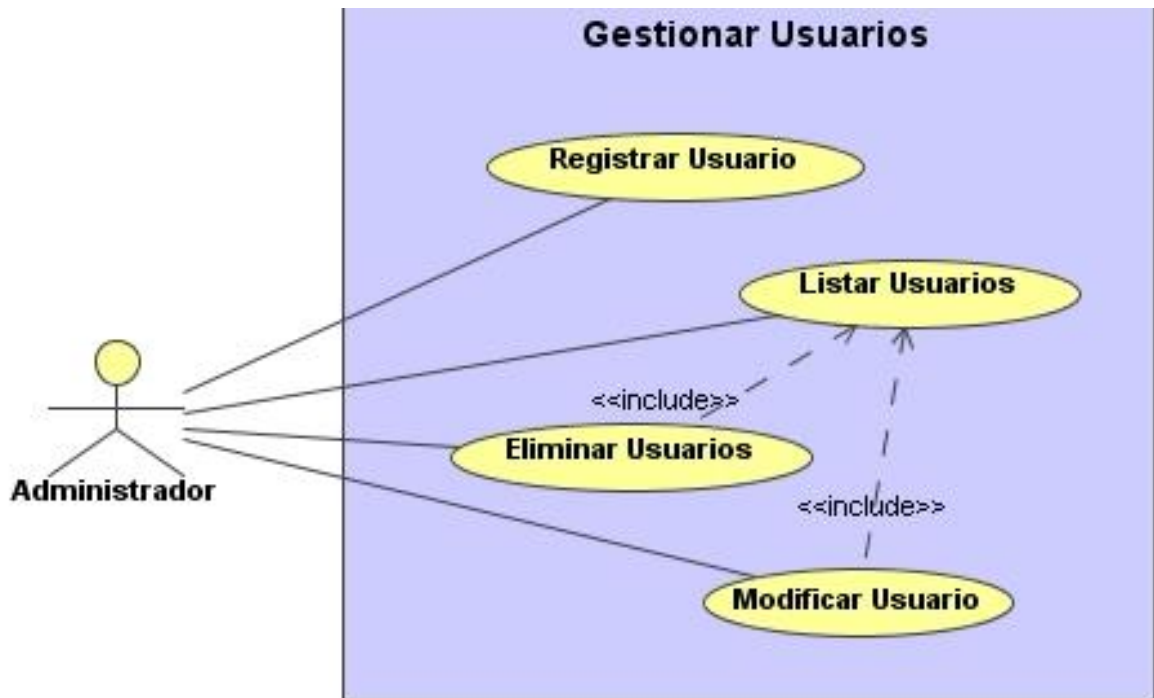 Gestionar Usuarios
Registrar Usuario
Listar Usuarios
<<include>>
Eliminar Usuarios
Administrador
<<include>>
Modificar Usuario